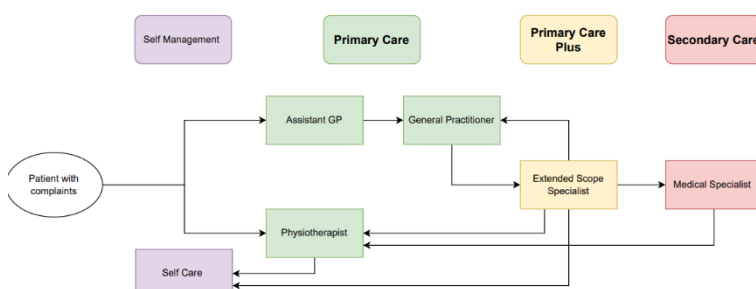 Self Management
Primary Care
Primary Care
Plus
Secondary Care
Assistant GP
General Practitioner
Patient with
complaints
Extended Scope
Specialist
Medical Specialist
Physiotherapist
Self Care